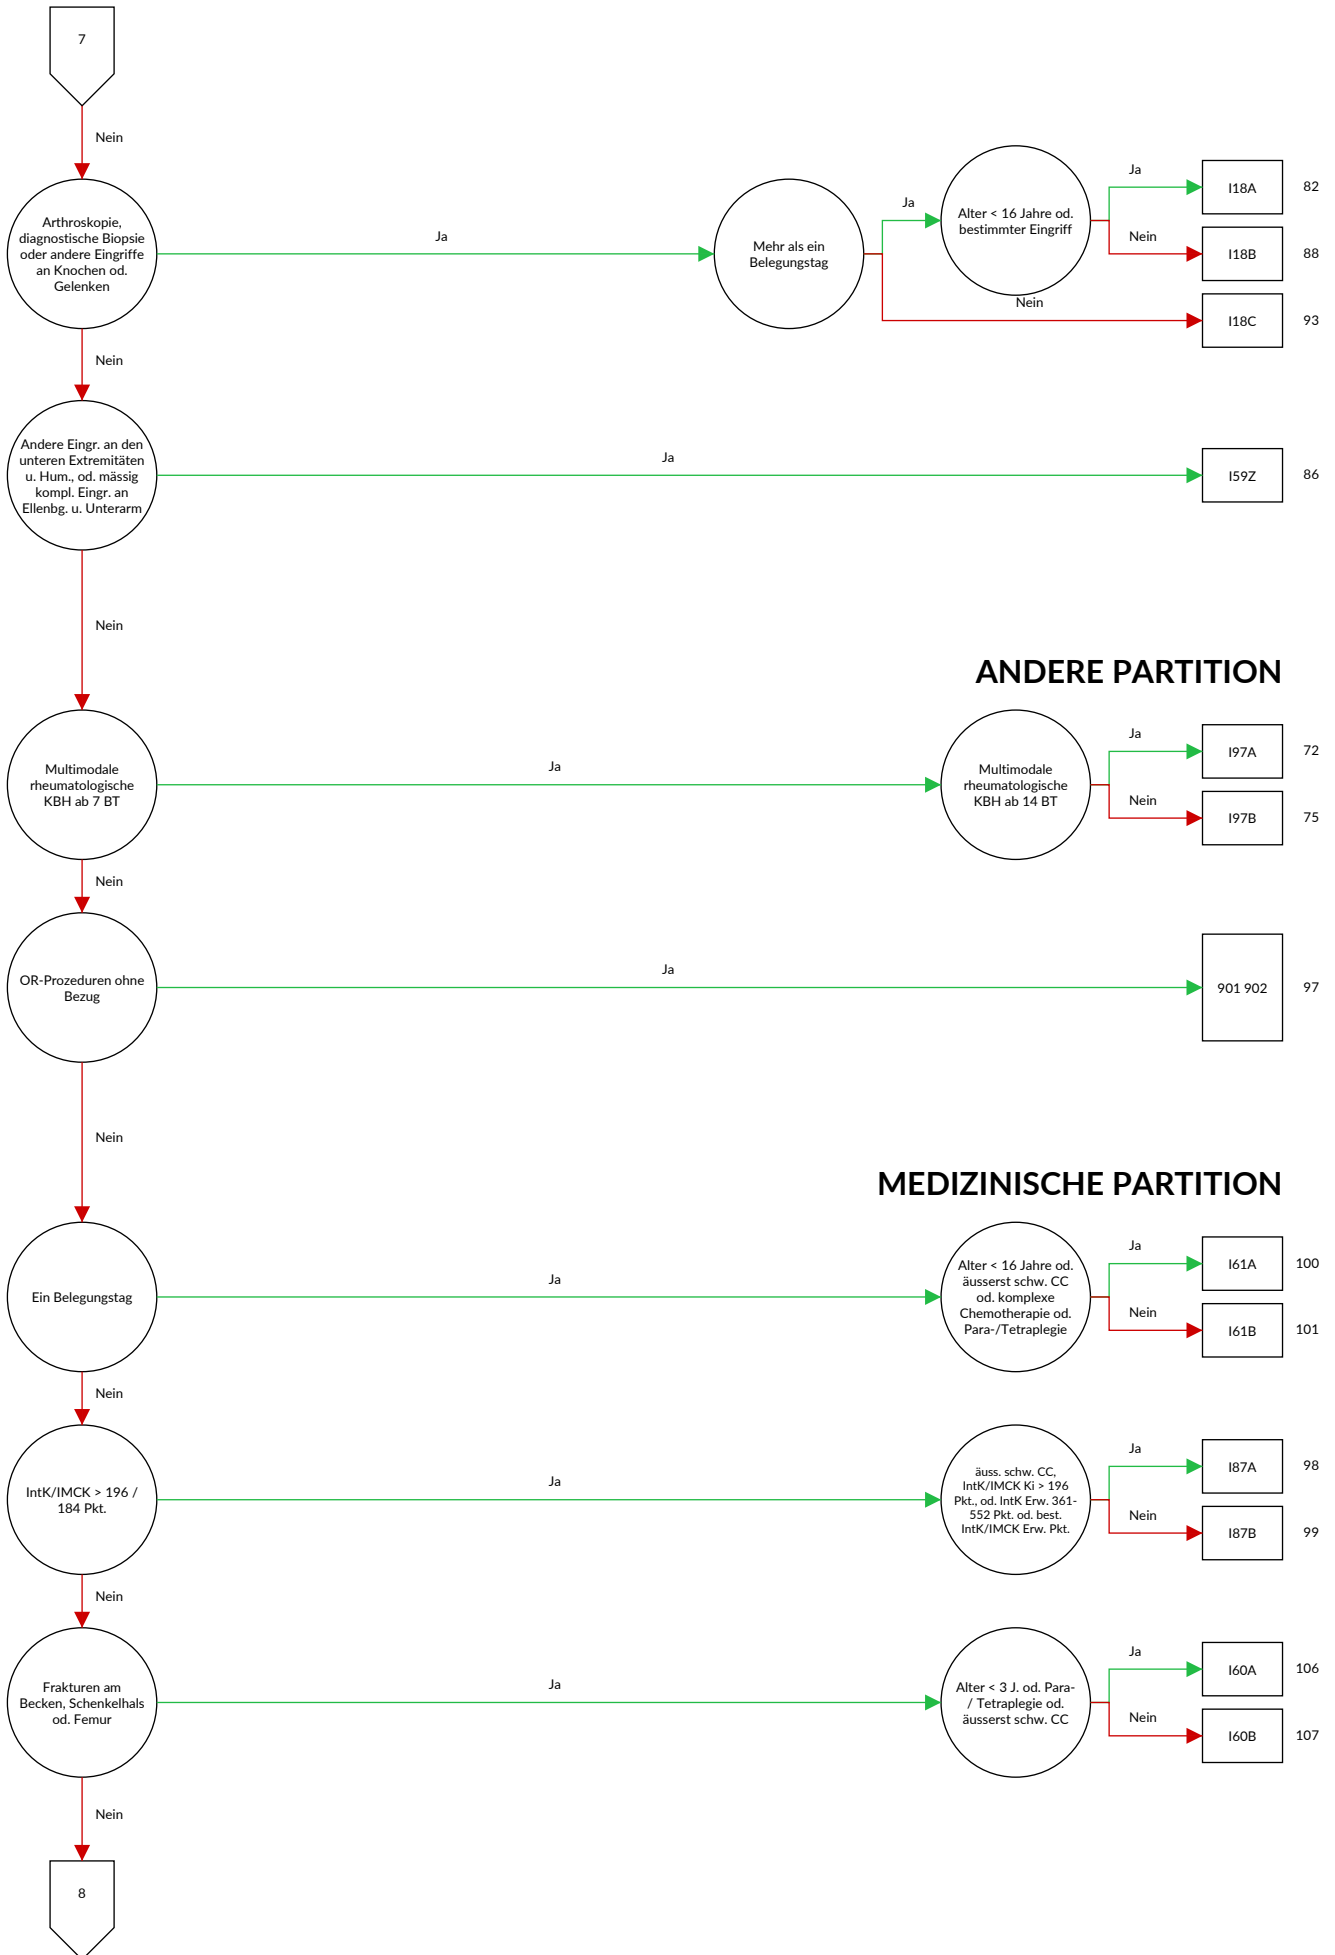 7
Nein
Arthroskopie,
diagnostische Biopsie
oder andere Eingriffe
an Knochen od.
Gelenken
Ja
Mehr als ein
Belegungstag
Ja
Alter < 16 Jahre od.
bestimmter Eingriff
Ja
I18A
82
Nein
I18B
88
Nein
I18C
93
Nein
Andere Eingr. an den
unteren Extremitäten
u. Hum., od. mässig
kompl. Eingr. an
Ellenbg. u. Unterarm
Ja
I59Z
86
Nein
ANDERE PARTITION
Multimodale
rheumatologische
KBH ab 7 BT
Ja
Multimodale
rheumatologische
KBH ab 14 BT
Ja
I97A
72
Nein
I97B
75
Nein
OR-Prozeduren ohne
Bezug
Ja
901 902
97
Nein
MEDIZINISCHE PARTITION
Ein Belegungstag
Ja
Alter < 16 Jahre od.
äusserst schw. CC
od. komplexe
Chemotherapie od.
Para-/Tetraplegie
Ja
I61A
100
Nein
I61B
101
Nein
IntK/IMCK > 196 /
184 Pkt.
Ja
äuss. schw. CC,
IntK/IMCK Ki > 196
Pkt., od. IntK Erw. 361-
552 Pkt. od. best.
IntK/IMCK Erw. Pkt.
Ja
I87A
98
Nein
I87B
99
Nein
Frakturen am
Becken, Schenkelhals
od. Femur
Ja
Alter < 3 J. od. Para-
/ Tetraplegie od.
äusserst schw. CC
Ja
I60A
106
Nein
I60B
107
Nein
8